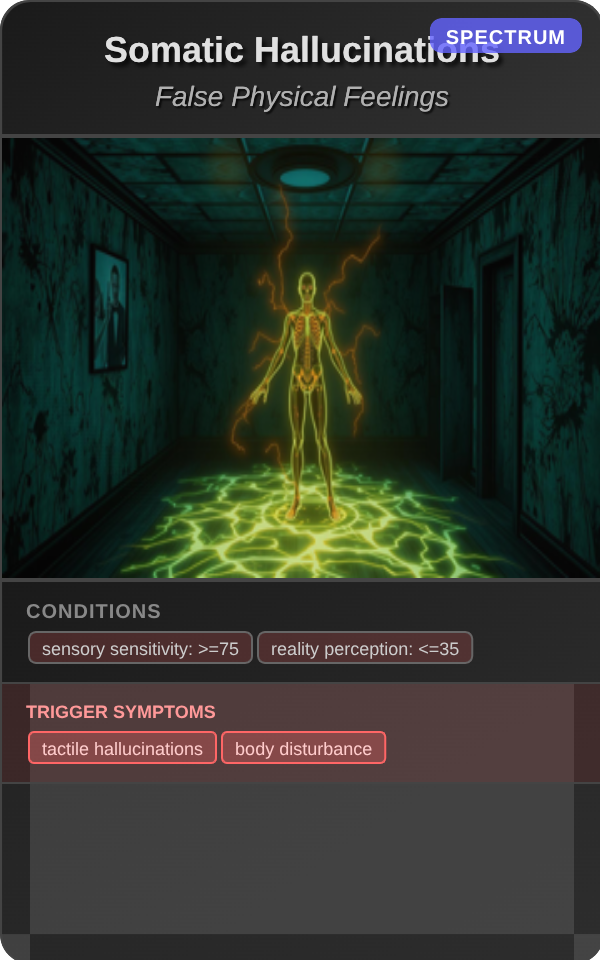 Somatic Hallucinations
SPECTRUM
False Physical Feelings
CONDITIONS
sensory sensitivity: >=75
reality perception: <=35
TRIGGER SYMPTOMS
tactile hallucinations
body disturbance